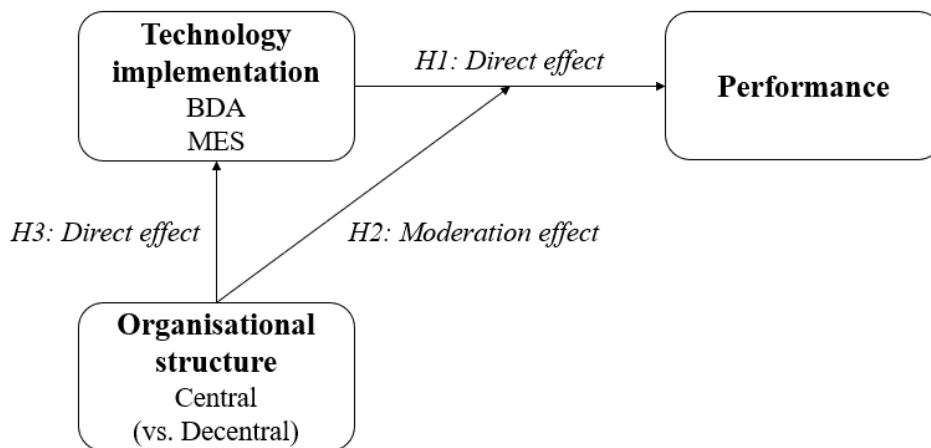 Technology
implementation
BDA
MES
H1: Direct effect
Performance
H3: Direct effect
H2: Moderation effect
Organisational
structure
Central
(vs. Decentral)